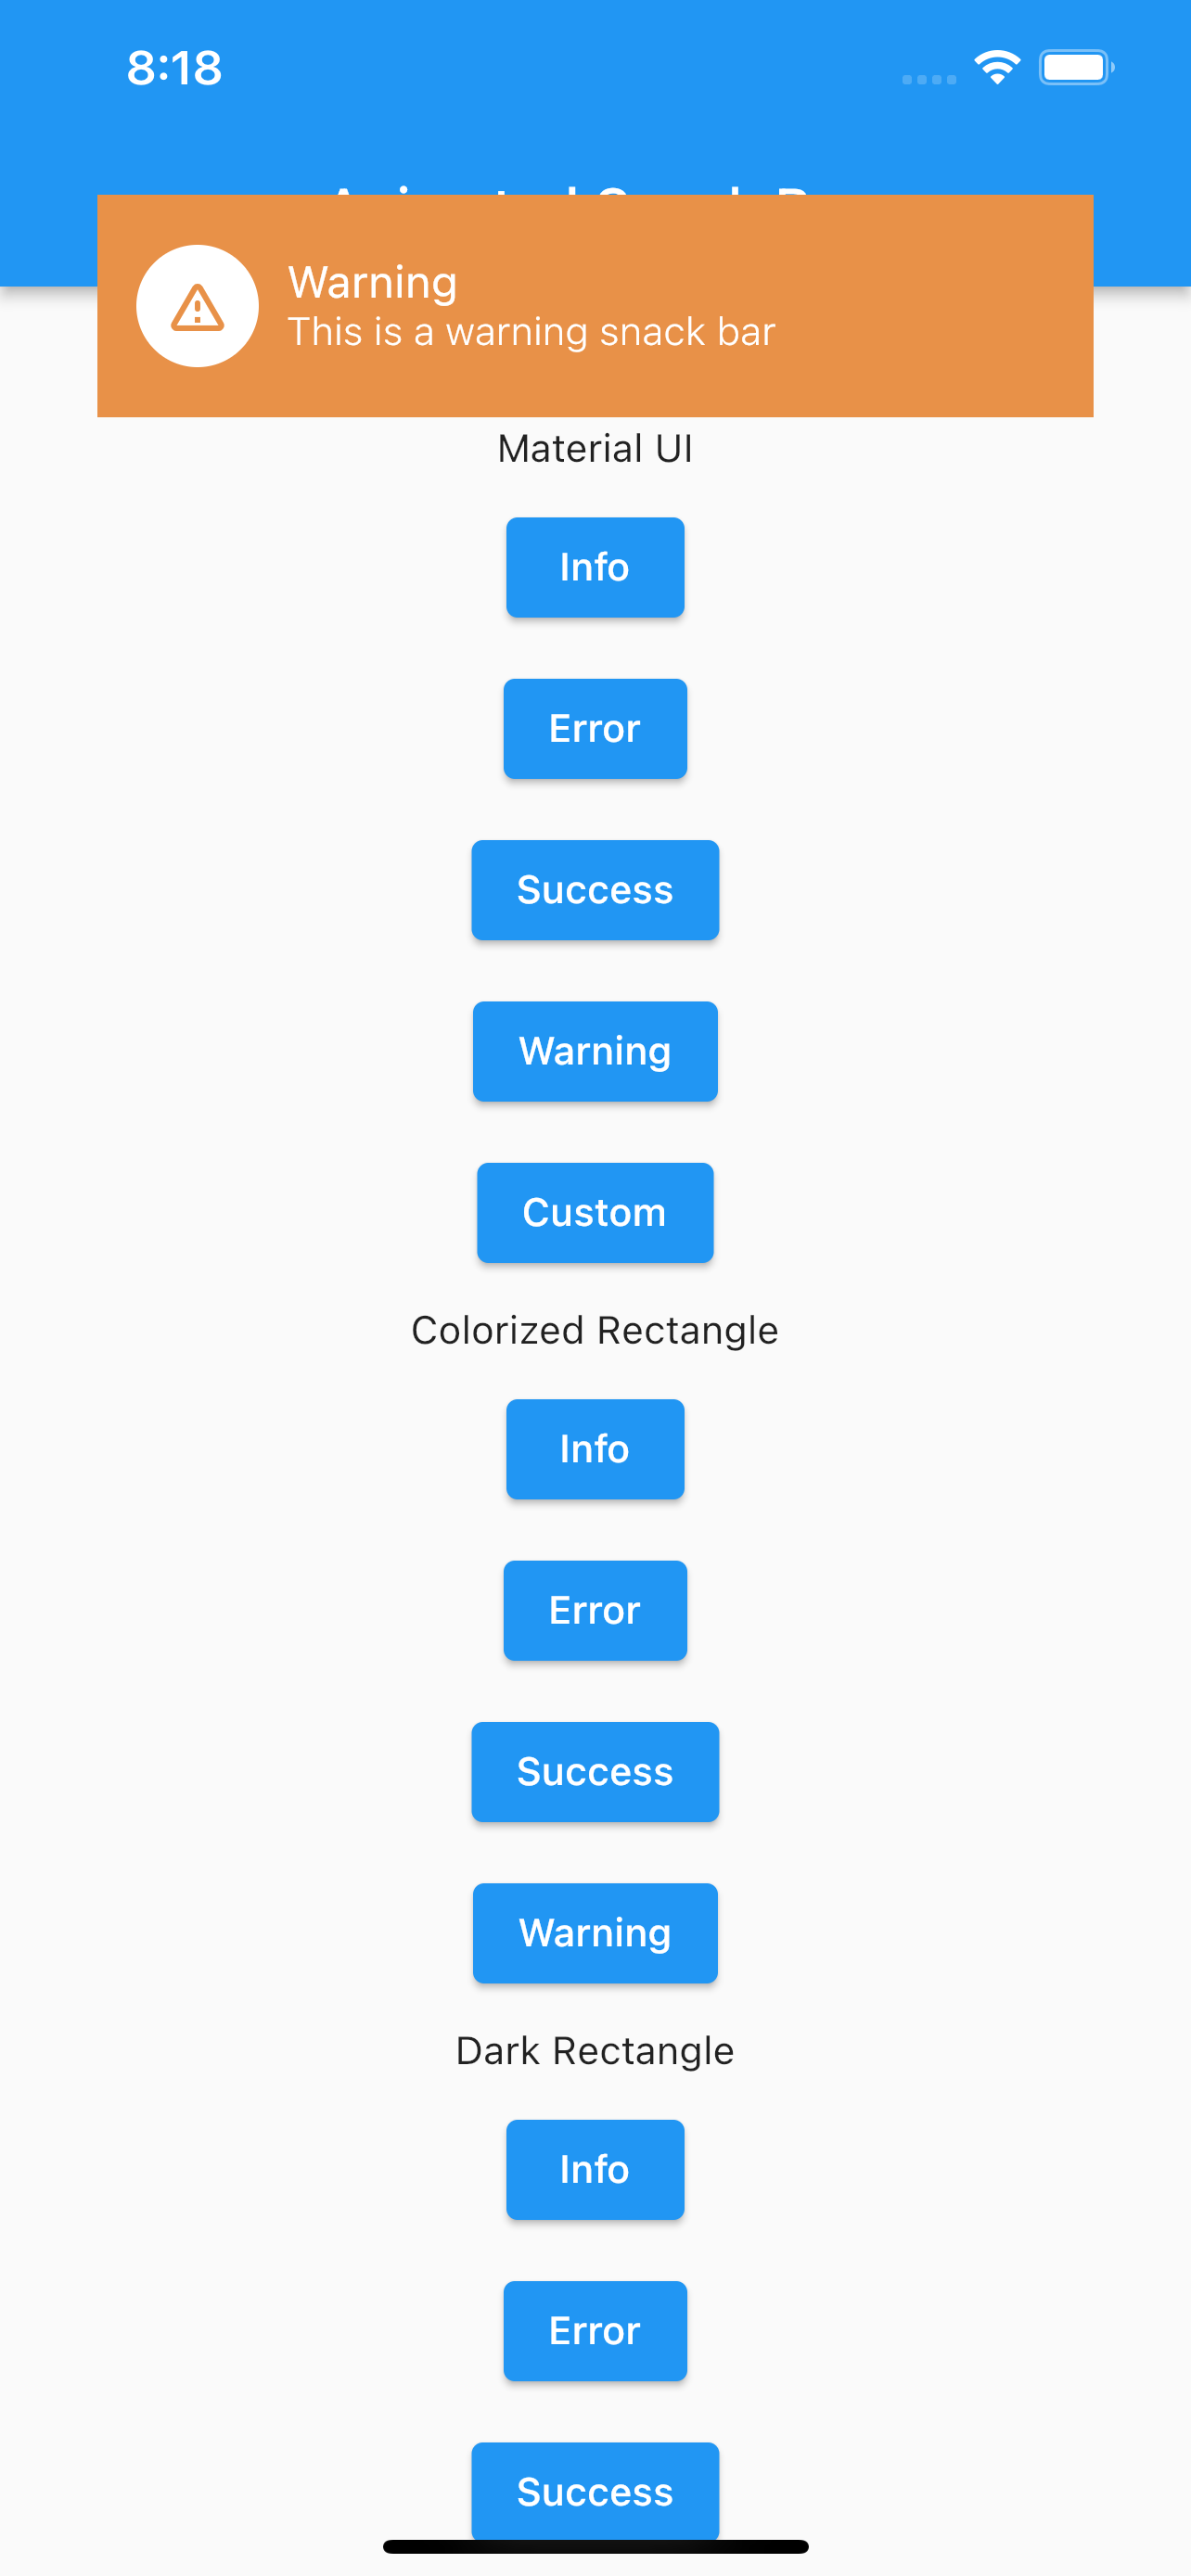 8:18
Warning
This is a warning snack bar
Material UI
Info
Error
Success
Warning
Custom
Colorized Rectangle
Info
Error
Success
Warning
Dark Rectangle
Info
Error
Success